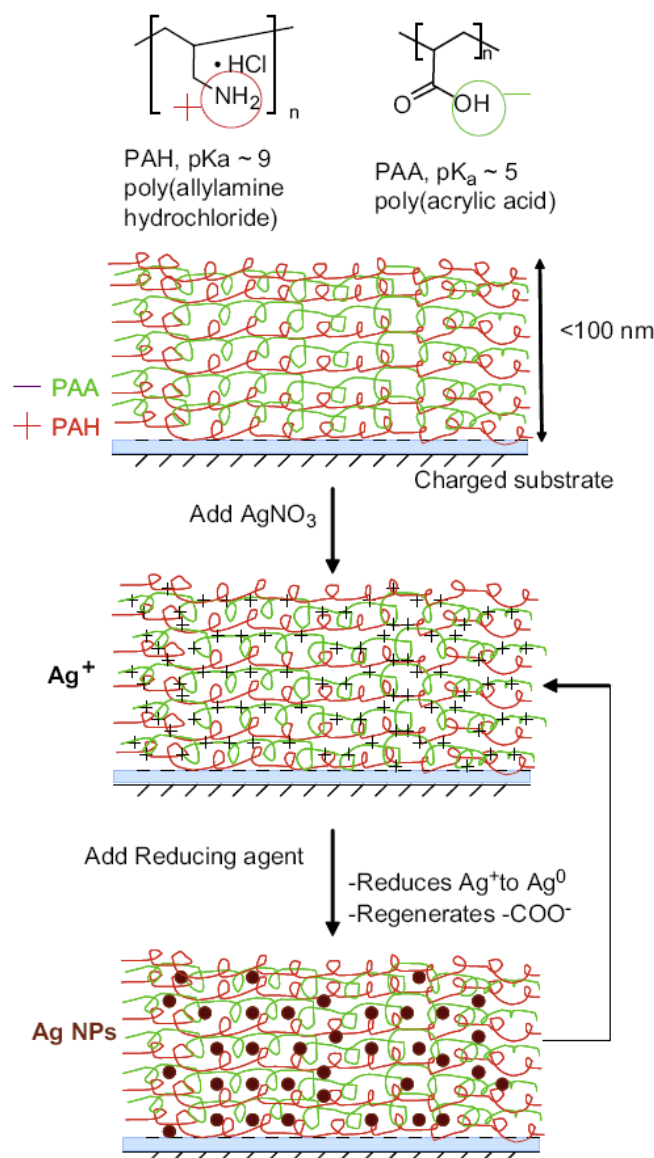 • HCl
NH₂
n
PAH, pKa ~ 9
poly(allylamine
hydrochloride)
n
O
OH
PAA, pKₐ ~ 5
poly(acrylic acid)
<100 nm
— PAA
+ PAH
Charged substrate
Add AgNO₃
Ag⁺
Add Reducing agent
-Reduces Ag⁺to Ag⁰
-Regenerates -COO⁻
Ag NPs